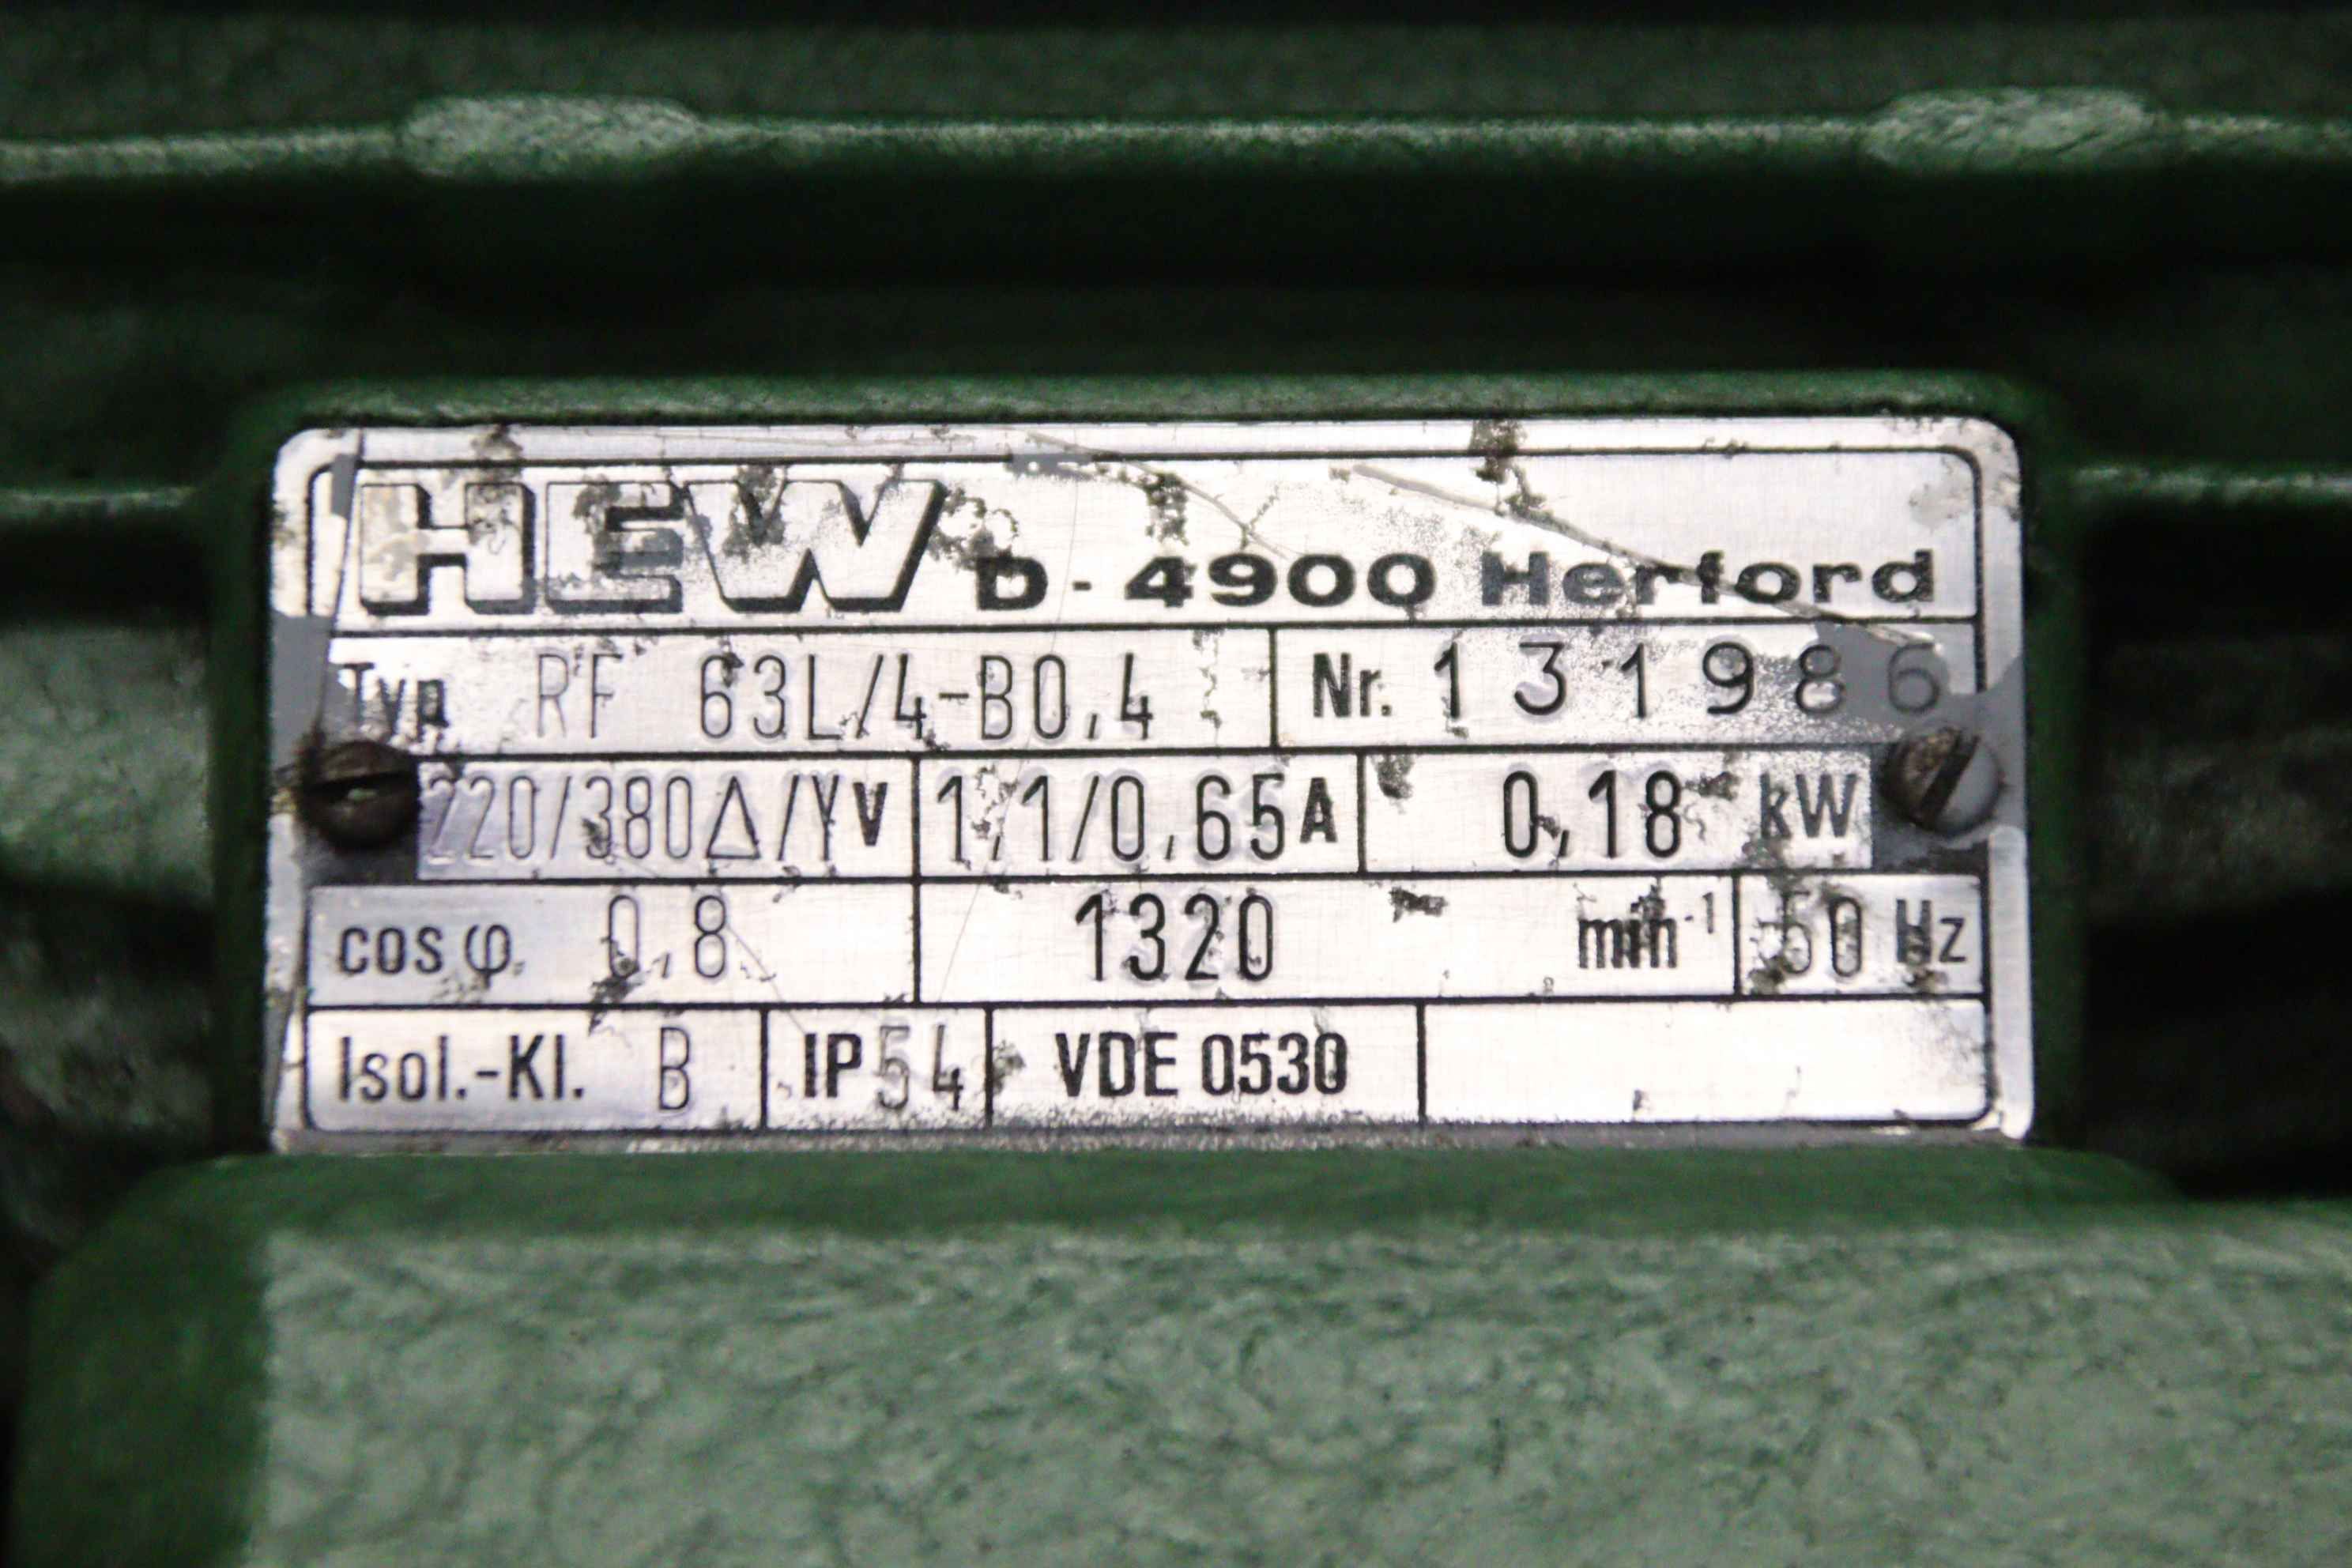 HEW D-4900 Herford
Typ RF 63L/4-B0,4 Nr. 131986
220/380Δ/YV 1,1/0,65A 0,18 kW
cos φ 0,8 1320 min⁻¹ 50 Hz
Isol.-Kl. B IP54 VDE 0530